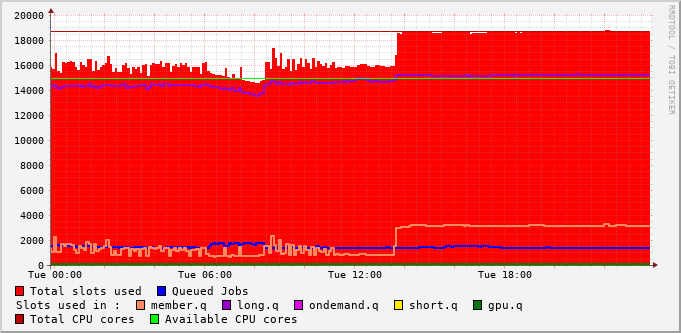 RRDTOOL / TOBI OETIKER
20000
18000
16000
14000
12000
10000
8000
6000
4000
2000
0
Tue 00:00 Tue 06:00 Tue 12:00 Tue 18:00
Total slots used Queued Jobs
Slots used in : member.q long.q ondemand.q short.q gpu.q
Total CPU cores Available CPU cores